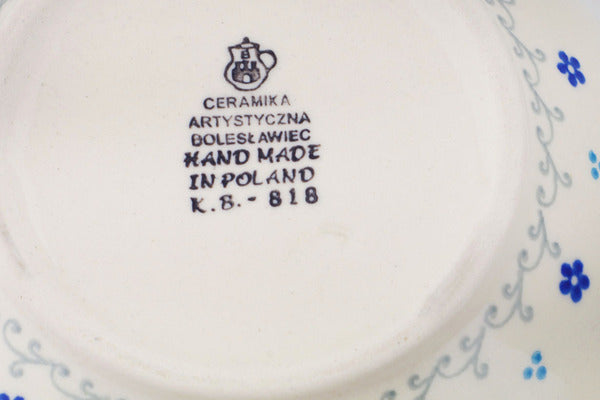 B
CERAMIKA
ARTYSTYCZNA
BOLESŁAWIEC
HAND MADE
IN POLAND
K.B.- 818